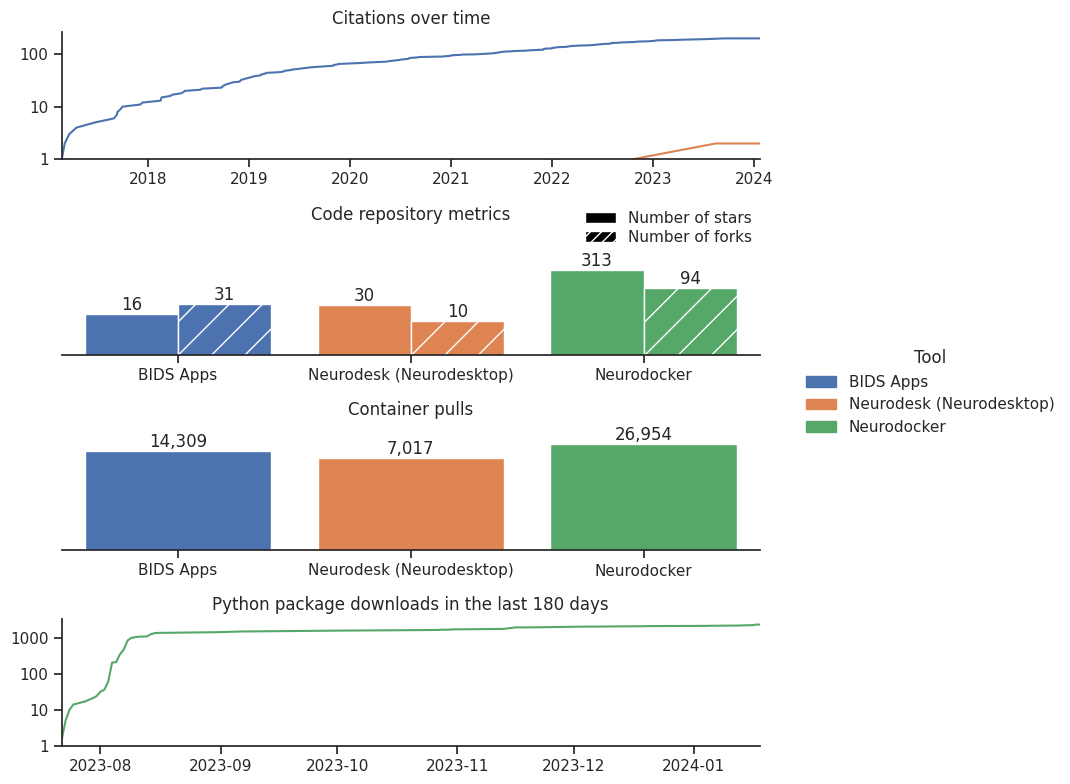 Citations over time
100
10
1
2018 2019 2020 2021 2022 2023 2024
Code repository metrics
Number of stars
Number of forks
16 31 30 10 313 94
BIDS Apps Neurodesk (Neurodesktop) Neurodocker
Tool
BIDS Apps
Neurodesk (Neurodesktop)
Neurodocker
Container pulls
14,309 7,017 26,954
BIDS Apps Neurodesk (Neurodesktop) Neurodocker
Python package downloads in the last 180 days
1000
100
10
1
2023-08 2023-09 2023-10 2023-11 2023-12 2024-01